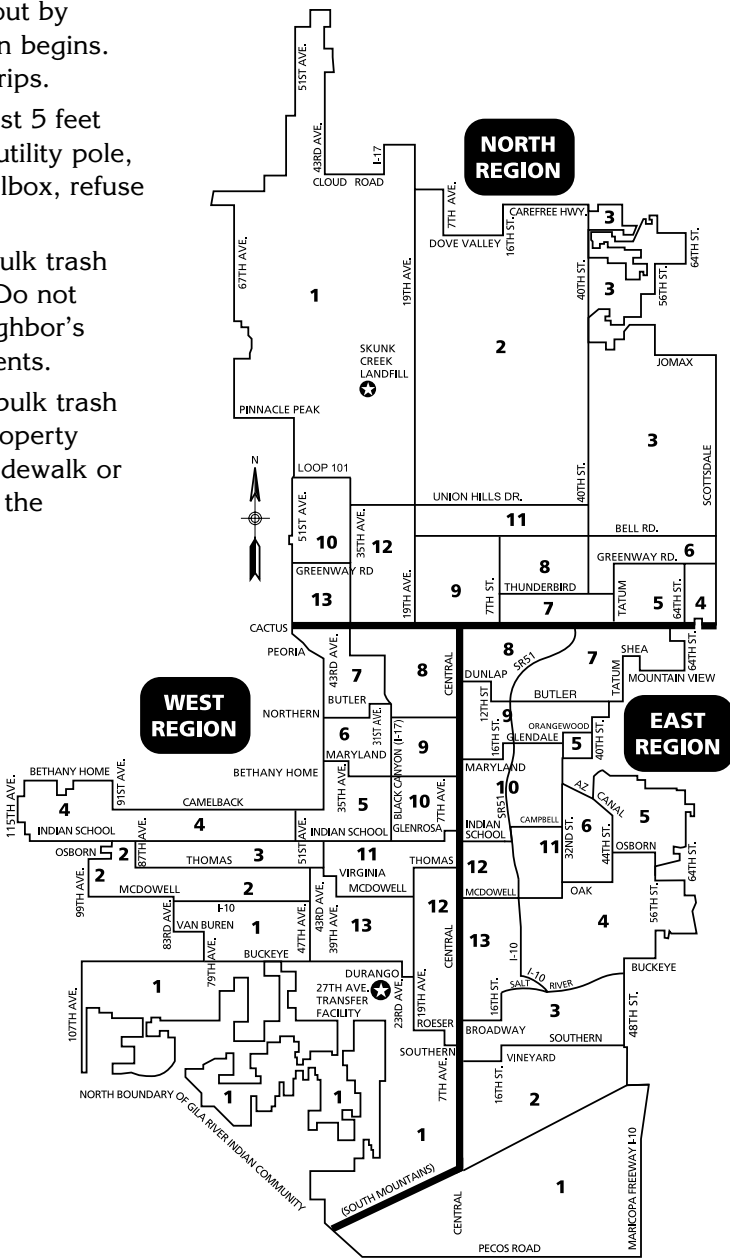 out by
n begins.
rips.
st 5 feet
utility pole,
lbox, refuse
ulk trash
Do not
ghbor's
ents.
bulk trash
operty
dewalk or
the
NORTH
REGION
51ST AVE.
43RD AVE.
I-17
CLOUD ROAD
7TH AVE.
CAREFREE HWY.
16TH ST.
DOVE VALLEY
3
64TH ST.
67TH AVE.
19TH AVE.
40TH ST.
56TH ST.
3
1
2
SKUNK
CREEK
LANDFILL
JOMAX
PINNACLE PEAK
3
SCOTTSDALE
N
LOOP 101
40TH ST.
UNION HILLS DR.
51ST AVE.
35TH AVE.
11
BELL RD.
10
12
GREENWAY RD.
6
GREENWAY RD
8
9
7TH ST.
THUNDERBIRD
13
19TH AVE.
7
TATUM
5
64TH ST.
4
CACTUS
PEORIA
43RD AVE.
7
8
CENTRAL
8
SR51
7
SHEA
64TH ST.
DUNLAP
TATUM
MOUNTAIN VIEW
WEST
REGION
BUTLER
12TH ST
BUTLER
EAST
REGION
NORTHERN
31ST AVE.
9
ORANGEWOOD
6
16TH ST.
GLENDALE
5
40TH ST.
MARYLAND
BLACK CANYON (I-17)
9
MARYLAND
BETHANY HOME
BETHANY HOME
91ST AVE.
35TH AVE.
10
AZ
CANAL
115TH AVE.
4
CAMELBACK
5
10
7TH AVE.
SR51
5
4
INDIAN SCHOOL
INDIAN SCHOOL
GLENROSA
INDIAN
SCHOOL
CAMPBELL
32ND ST.
6
44TH ST.
OSBORN
OSBORN
2
87TH AVE.
THOMAS
3
51ST AVE.
11
THOMAS
12
11
64TH ST.
2
VIRGINIA
99TH AVE.
MCDOWELL
2
MCDOWELL
MCDOWELL
OAK
56TH ST.
I-10
43RD AVE.
12
83RD AVE.
VAN BUREN
1
47TH AVE.
39TH AVE.
13
CENTRAL
13
4
79TH AVE.
BUCKEYE
I-10
BUCKEYE
1
DURANGO
I-10
27TH AVE.
TRANSFER
FACILITY
SALT
RIVER
107TH AVE.
23RD AVE.
19TH AVE.
16TH ST.
3
48TH ST.
ROESER
BROADWAY
SOUTHERN
SOUTHERN
7TH AVE.
VINEYARD
16TH ST.
2
NORTH BOUNDARY OF GILA RIVER INDIAN COMMUNITY
1
1
1
(SOUTH MOUNTAINS)
1
CENTRAL
MARICOPA FREEWAY I-10
PECOS ROAD